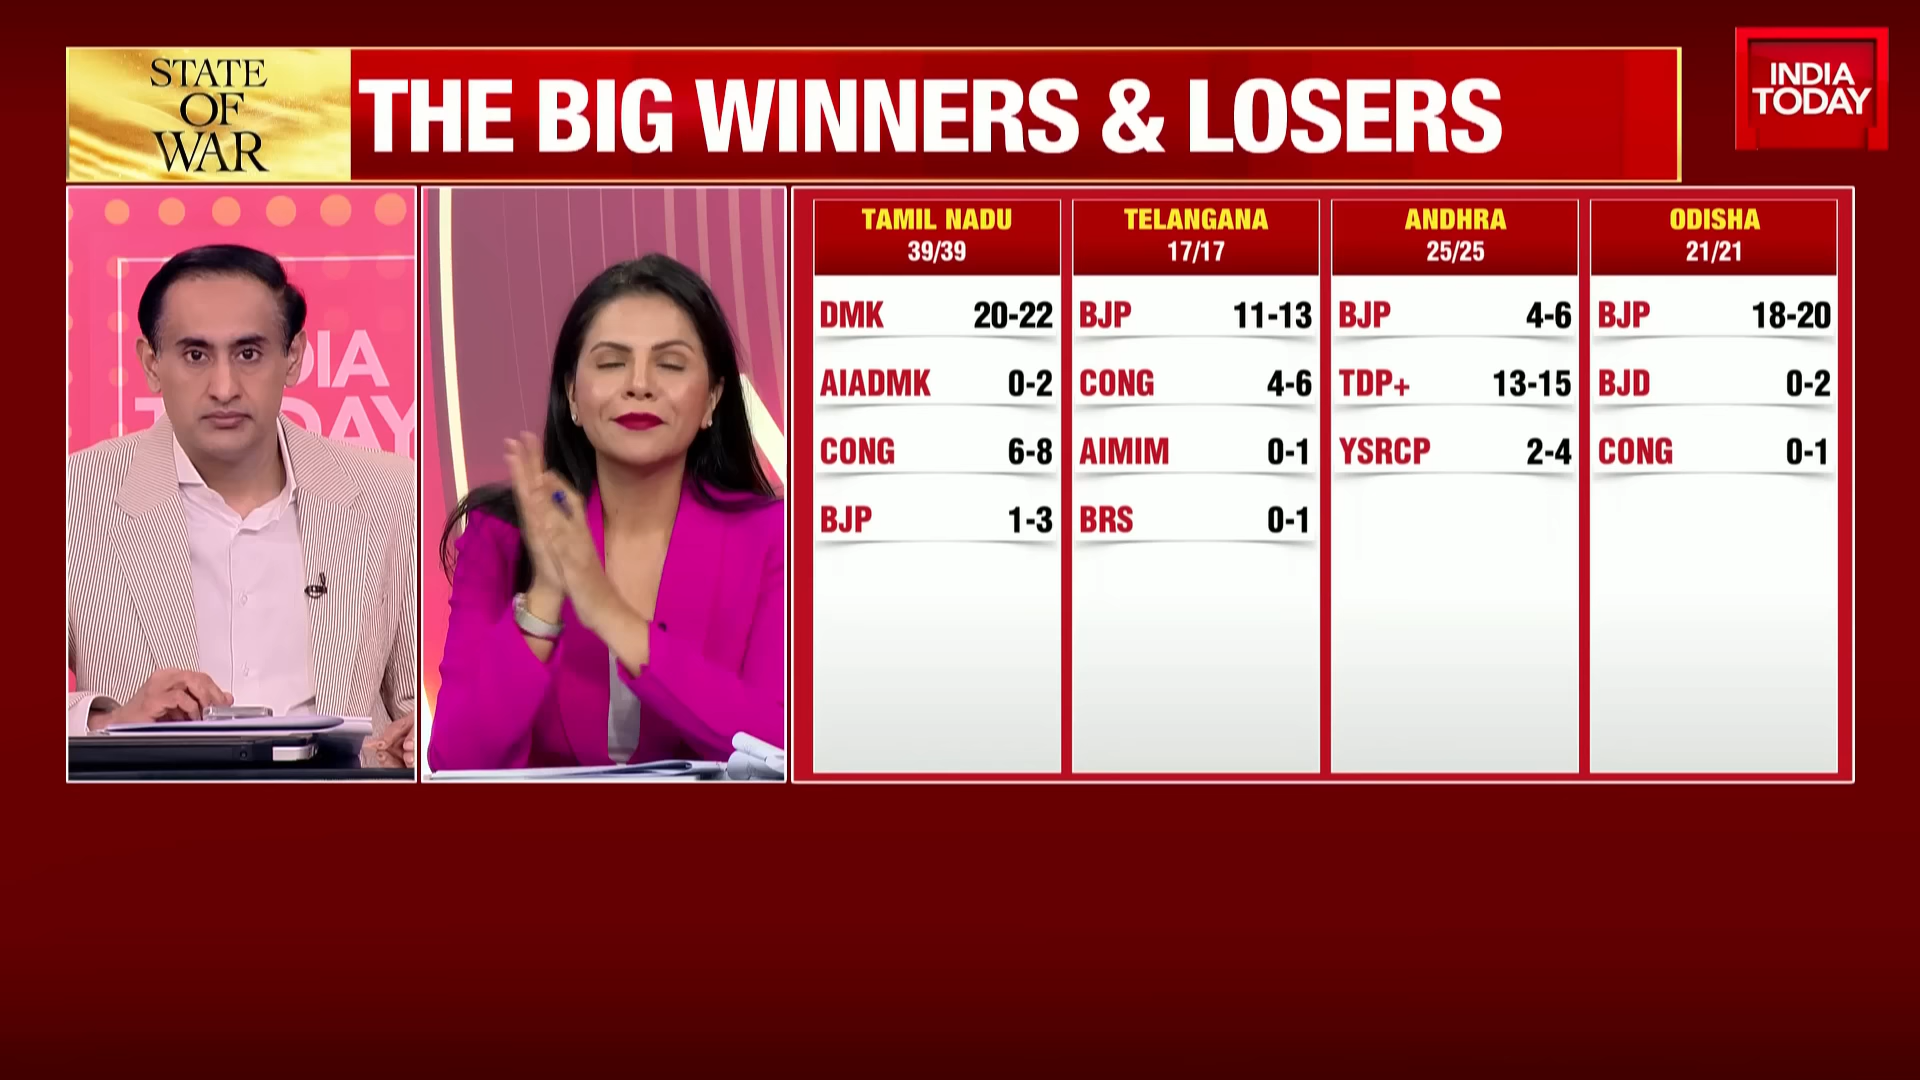 STATE
OF
WAR
THE BIG WINNERS & LOSERS
INDIA
TODAY
TAMIL NADU
39/39
DMK 20-22
AIADMK 0-2
CONG 6-8
BJP 1-3
TELANGANA
17/17
BJP 11-13
CONG 4-6
AIMIM 0-1
BRS 0-1
ANDHRA
25/25
BJP 4-6
TDP+ 13-15
YSRCP 2-4
ODISHA
21/21
BJP 18-20
BJD 0-2
CONG 0-1